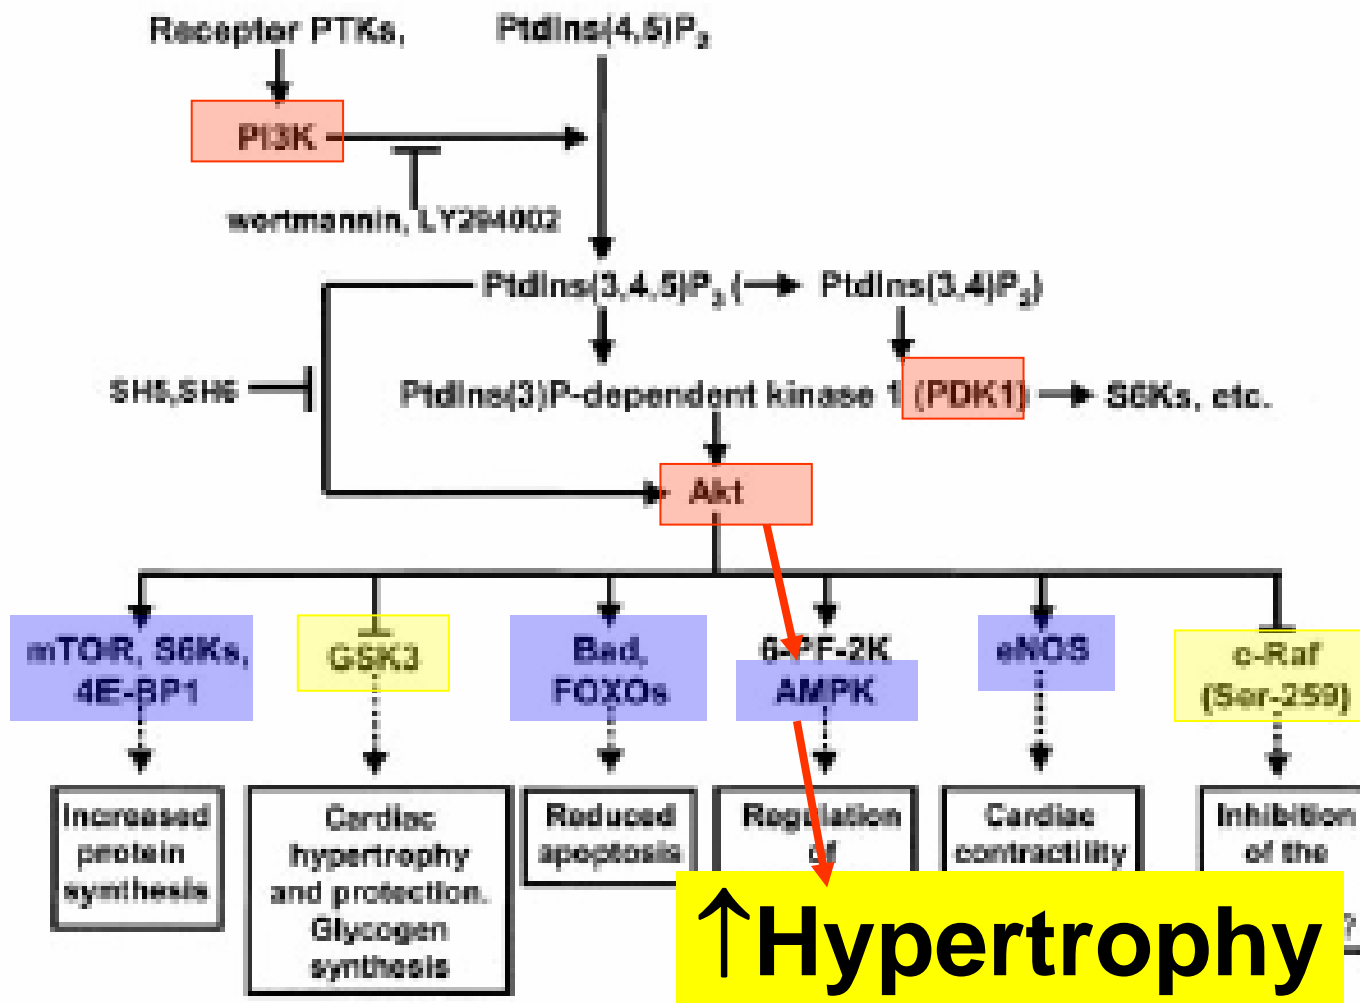 Receptor PTKs,
PtdIns(4,5)P₂
PI3K
wortmannin, LY294002
PtdIns(3,4,5)P₃ (→ PtdIns(3,4)P₂)
SH5,SH6
PtdIns(3)P-dependent kinase 1 (PDK1)
S6Ks, etc.
Akt
mTOR, S6Ks,
4E-BP1
GSK3
Bad,
FOXOs
6-PF-2K
AMPK
eNOS
c-Raf
(Ser-259)
Increased
protein
synthesis
Cardiac
hypertrophy
and protection.
Glycogen
synthesis
Reduced
apoptosis
Regulation
of
Cardiac
contractility
Inhibition
of the
?
↑Hypertrophy